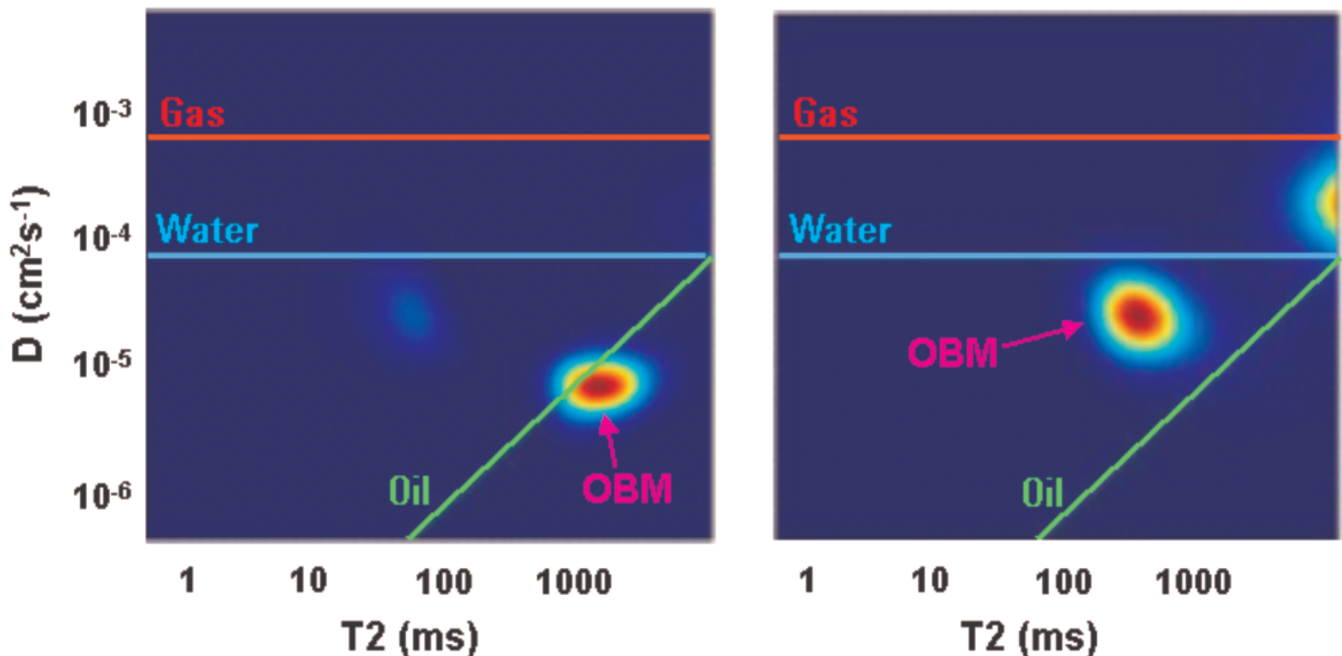 10-3
Gas
Gas
10-4
Water
Water
D (cm2s-1)
10-5
OBM
10-6
Oil
OBM
Oil
1 10 100 1000
1 10 100 1000
T2 (ms)
T2 (ms)